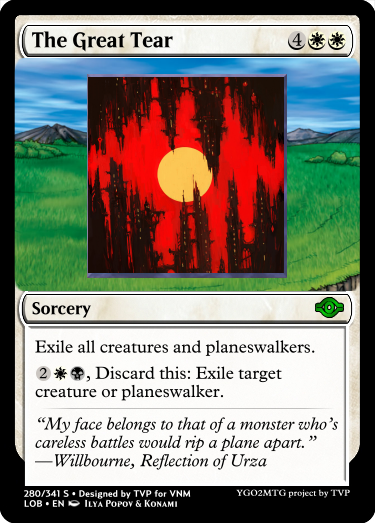 The Great Tear 4
Sorcery
Exile all creatures and planeswalkers.
2, Discard this: Exile target
creature or planeswalker.
“My face belongs to that of a monster who’s
careless battles would rip a plane apart.”
—Willbourne, Reflection of Urza
280/341 S • Designed by TVP for VNM
LOB • EN Ilya Popov & Konami
YGO2MTG project by TVP